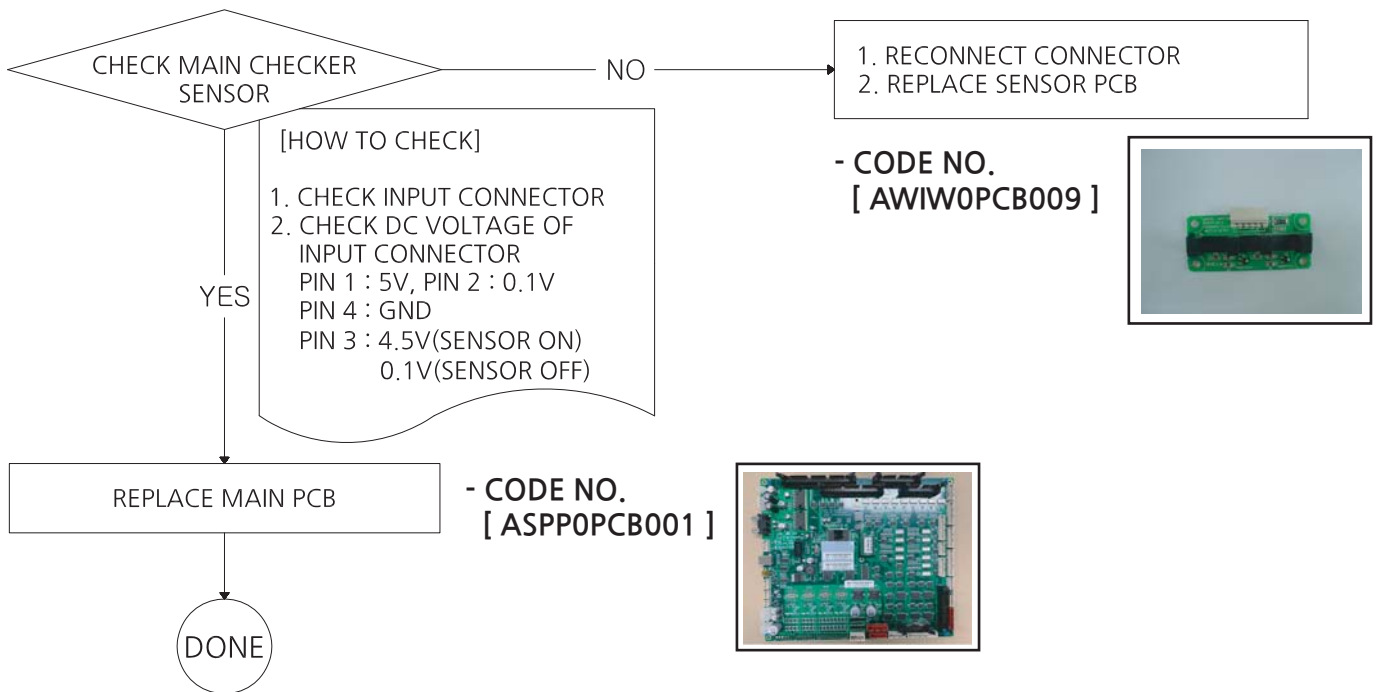 CHECK MAIN CHECKER
SENSOR
NO
1. RECONNECT CONNECTOR
2. REPLACE SENSOR PCB
- CODE NO.
[ AWIW0PCB009 ]
[HOW TO CHECK]
1. CHECK INPUT CONNECTOR
2. CHECK DC VOLTAGE OF
INPUT CONNECTOR
PIN 1 : 5V, PIN 2 : 0.1V
PIN 4 : GND
PIN 3 : 4.5V(SENSOR ON)
0.1V(SENSOR OFF)
YES
REPLACE MAIN PCB
- CODE NO.
[ ASPP0PCB001 ]
DONE